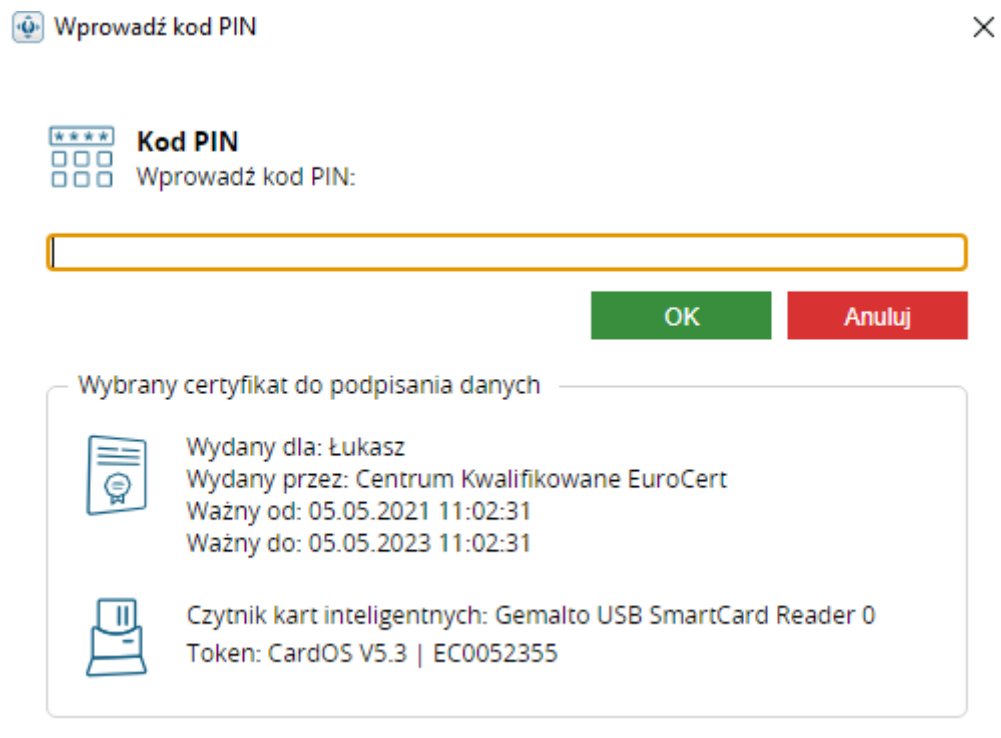 Wprowadź kod PIN
****
Kod PIN
Wprowadź kod PIN:
OK
Anuluj
Wybrany certyfikat do podpisania danych
Wydany dla: Łukasz
Wydany przez: Centrum Kwalifikowane EuroCert
Ważny od: 05.05.2021 11:02:31
Ważny do: 05.05.2023 11:02:31
Czytnik kart inteligentnych: Gemalto USB SmartCard Reader 0
Token: CardOS V5.3 | EC0052355